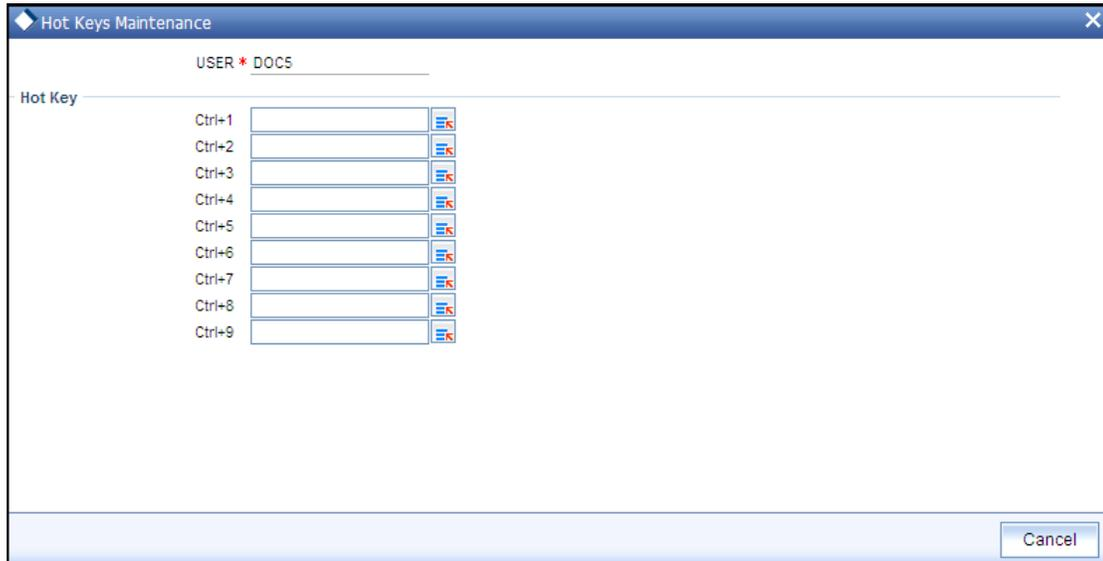 Hot Keys Maintenance
USER * DOC5
Hot Key
Ctrl+1
Ctrl+2
Ctrl+3
Ctrl+4
Ctrl+5
Ctrl+6
Ctrl+7
Ctrl+8
Ctrl+9
Cancel